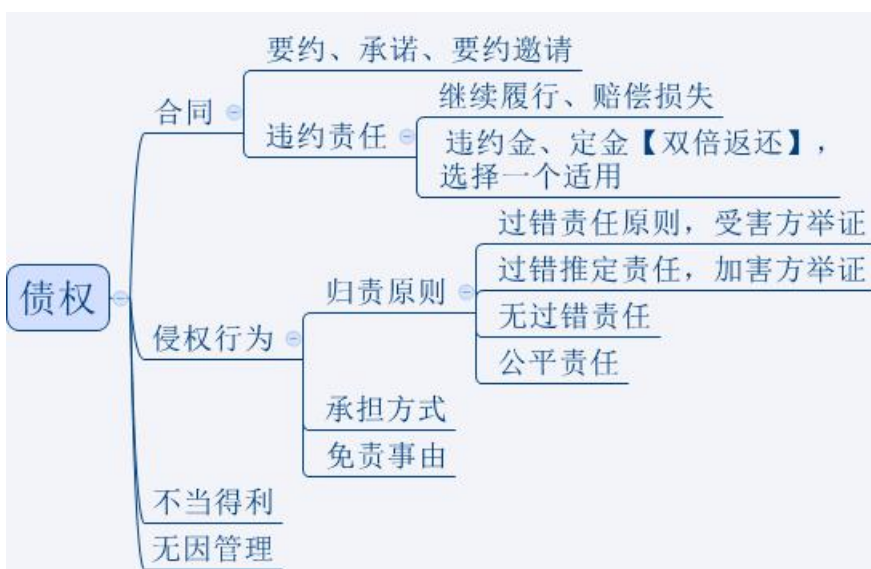 债权
合同
要约、承诺、要约邀请
违约责任
继续履行、赔偿损失
违约金、定金【双倍返还】，
选择一个适用
侵权行为
归责原则
过错责任原则，受害方举证
过错推定责任，加害方举证
无过错责任
公平责任
承担方式
免责事由
不当得利
无因管理